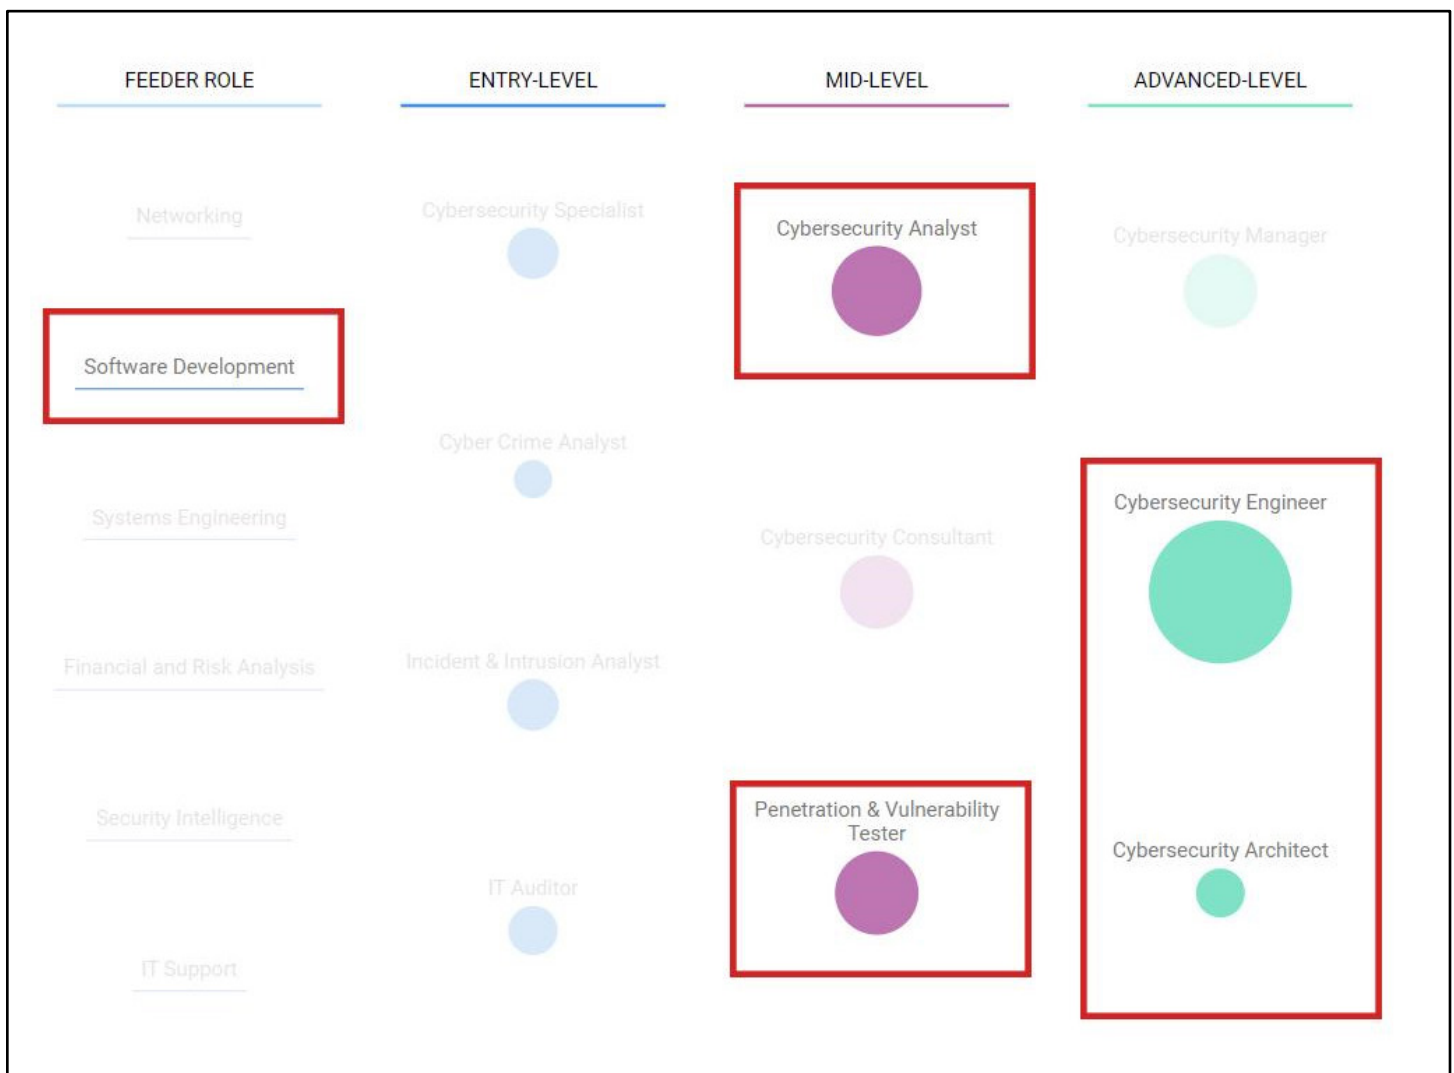 FEEDER ROLE
ENTRY-LEVEL
MID-LEVEL
ADVANCED-LEVEL
Networking
Software Development
Systems Engineering
Financial and Risk Analysis
Security Intelligence
IT Support
Cybersecurity Specialist
Cyber Crime Analyst
Incident & Intrusion Analyst
IT Auditor
Cybersecurity Analyst
Cybersecurity Consultant
Penetration & Vulnerability
Tester
Cybersecurity Manager
Cybersecurity Engineer
Cybersecurity Architect